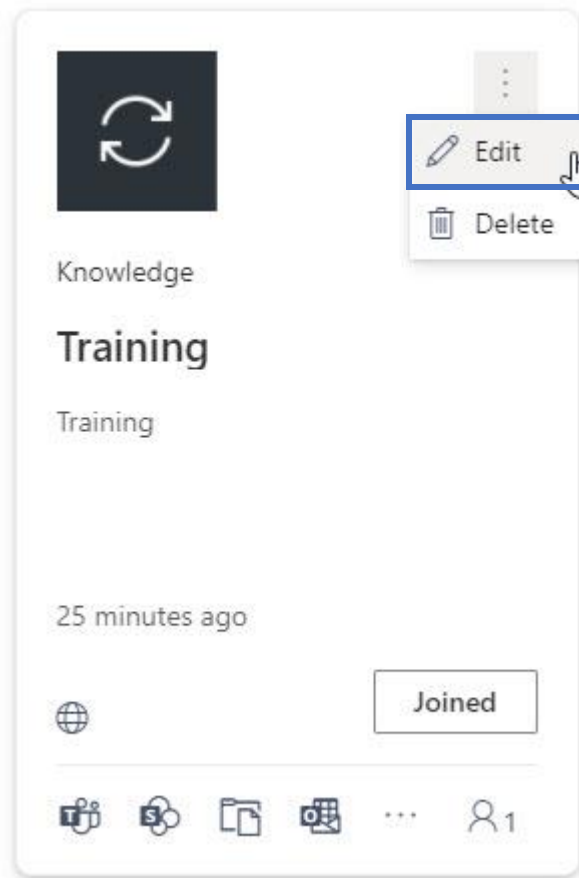 Edit
Delete
Knowledge
Training
Training
25 minutes ago
Joined
1